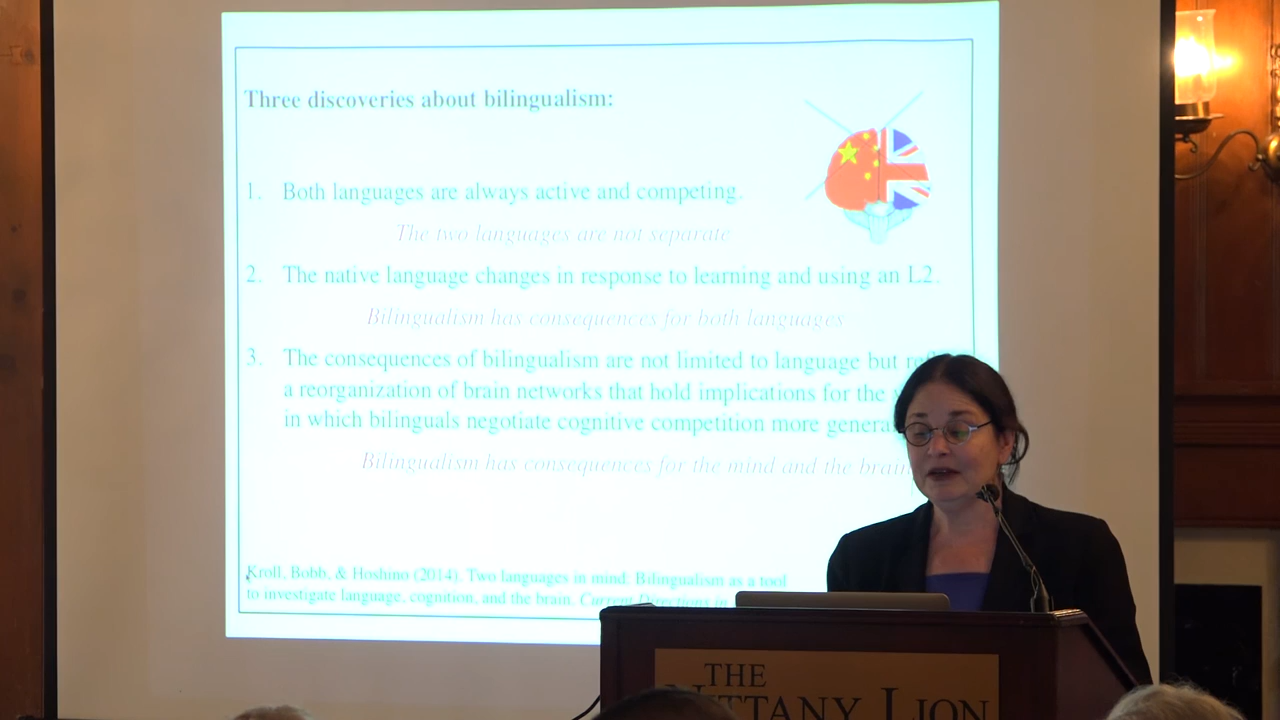 Three discoveries about bilingualism:
1. Both languages are always active and competing.
The two languages are not separate
2. The native language changes in response to learning and using an L2.
Bilingualism has consequences for both languages
3. The consequences of bilingualism are not limited to language but
a reorganization of brain networks that hold implications for the
in which bilinguals negotiate cognitive competition more
Bilingualism has consequences for the mind and the brain
Kroll, Bobb, & Hoshino (2014). Two languages in mind: Bilingualism as a tool
to investigate language, cognition, and the brain. Current Directions in
THE
NITTANY LION